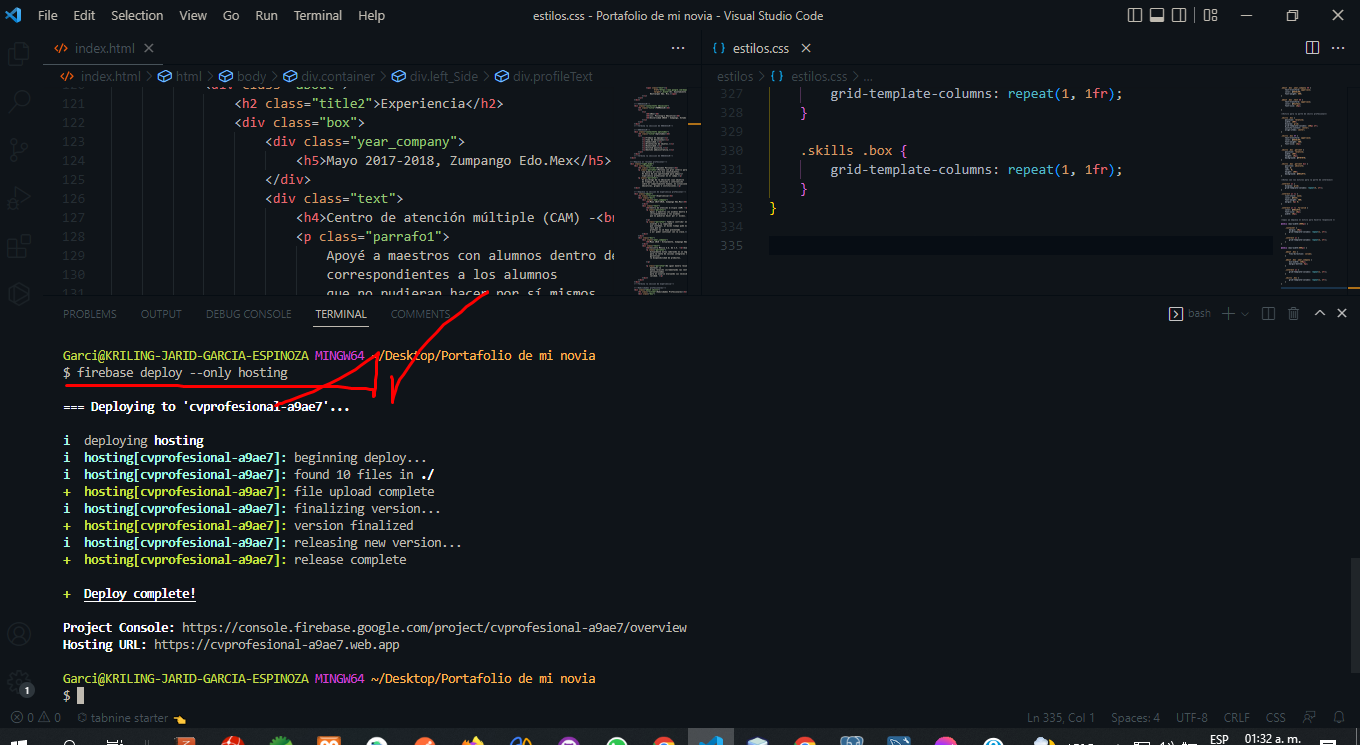 File Edit Selection View Go Run Terminal Help
estilos.css - Portafolio de mi novia - Visual Studio Code
index.html
index.html > html > body > div.container > div.left_Side > div.profileText
121 <h2 class="title2">Experiencia</h2>
122 <div class="box">
123 <div class="year_company">
124 <h5>Mayo 2017-2018, Zumpango Edo.Mex</h5>
125 </div>
126 <div class="text">
127 <h4>Centro de atención múltiple (CAM) -<br
128 <p class="parrafo1">
129 Apoyé a maestros con alumnos dentro de
130 correspondientes a los alumnos
131 que no pudieran hacer por sí mismos
{ } estilos.css
estilos > { } estilos.css > ...
327 grid-template-columns: repeat(1, 1fr);
328 }
329
330 .skills .box {
331 grid-template-columns: repeat(1, 1fr);
332 }
333 }
334
335
PROBLEMS OUTPUT DEBUG CONSOLE TERMINAL COMMENTS
bash
Garci@KRILING-JARID-GARCIA-ESPINOZA MINGW64 ~/Desktop/Portafolio de mi novia
$ firebase deploy --only hosting
=== Deploying to 'cvprofesional-a9ae7'...
i deploying hosting
i hosting[cvprofesional-a9ae7]: beginning deploy...
i hosting[cvprofesional-a9ae7]: found 10 files in ./
+ hosting[cvprofesional-a9ae7]: file upload complete
i hosting[cvprofesional-a9ae7]: finalizing version...
+ hosting[cvprofesional-a9ae7]: version finalized
i hosting[cvprofesional-a9ae7]: releasing new version...
+ hosting[cvprofesional-a9ae7]: release complete
+ Deploy complete!
Project Console: https://console.firebase.google.com/project/cvprofesional-a9ae7/overview
Hosting URL: https://cvprofesional-a9ae7.web.app
Garci@KRILING-JARID-GARCIA-ESPINOZA MINGW64 ~/Desktop/Portafolio de mi novia
$
1
0 0 tabnine starter
Ln 335, Col 1 Spaces: 4 UTF-8 CRLF CSS
ESP 01:32 a. m.